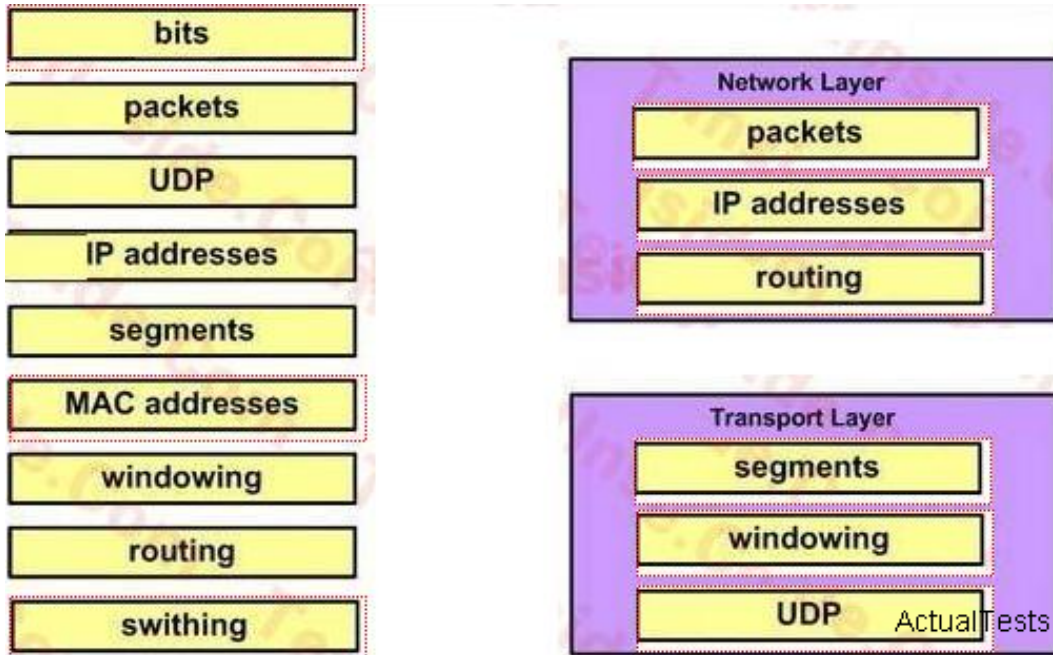 bits
packets
UDP
IP addresses
segments
MAC addresses
windowing
routing
swithing
Network Layer
packets
IP addresses
routing
Transport Layer
segments
windowing
UDP
ActualTests